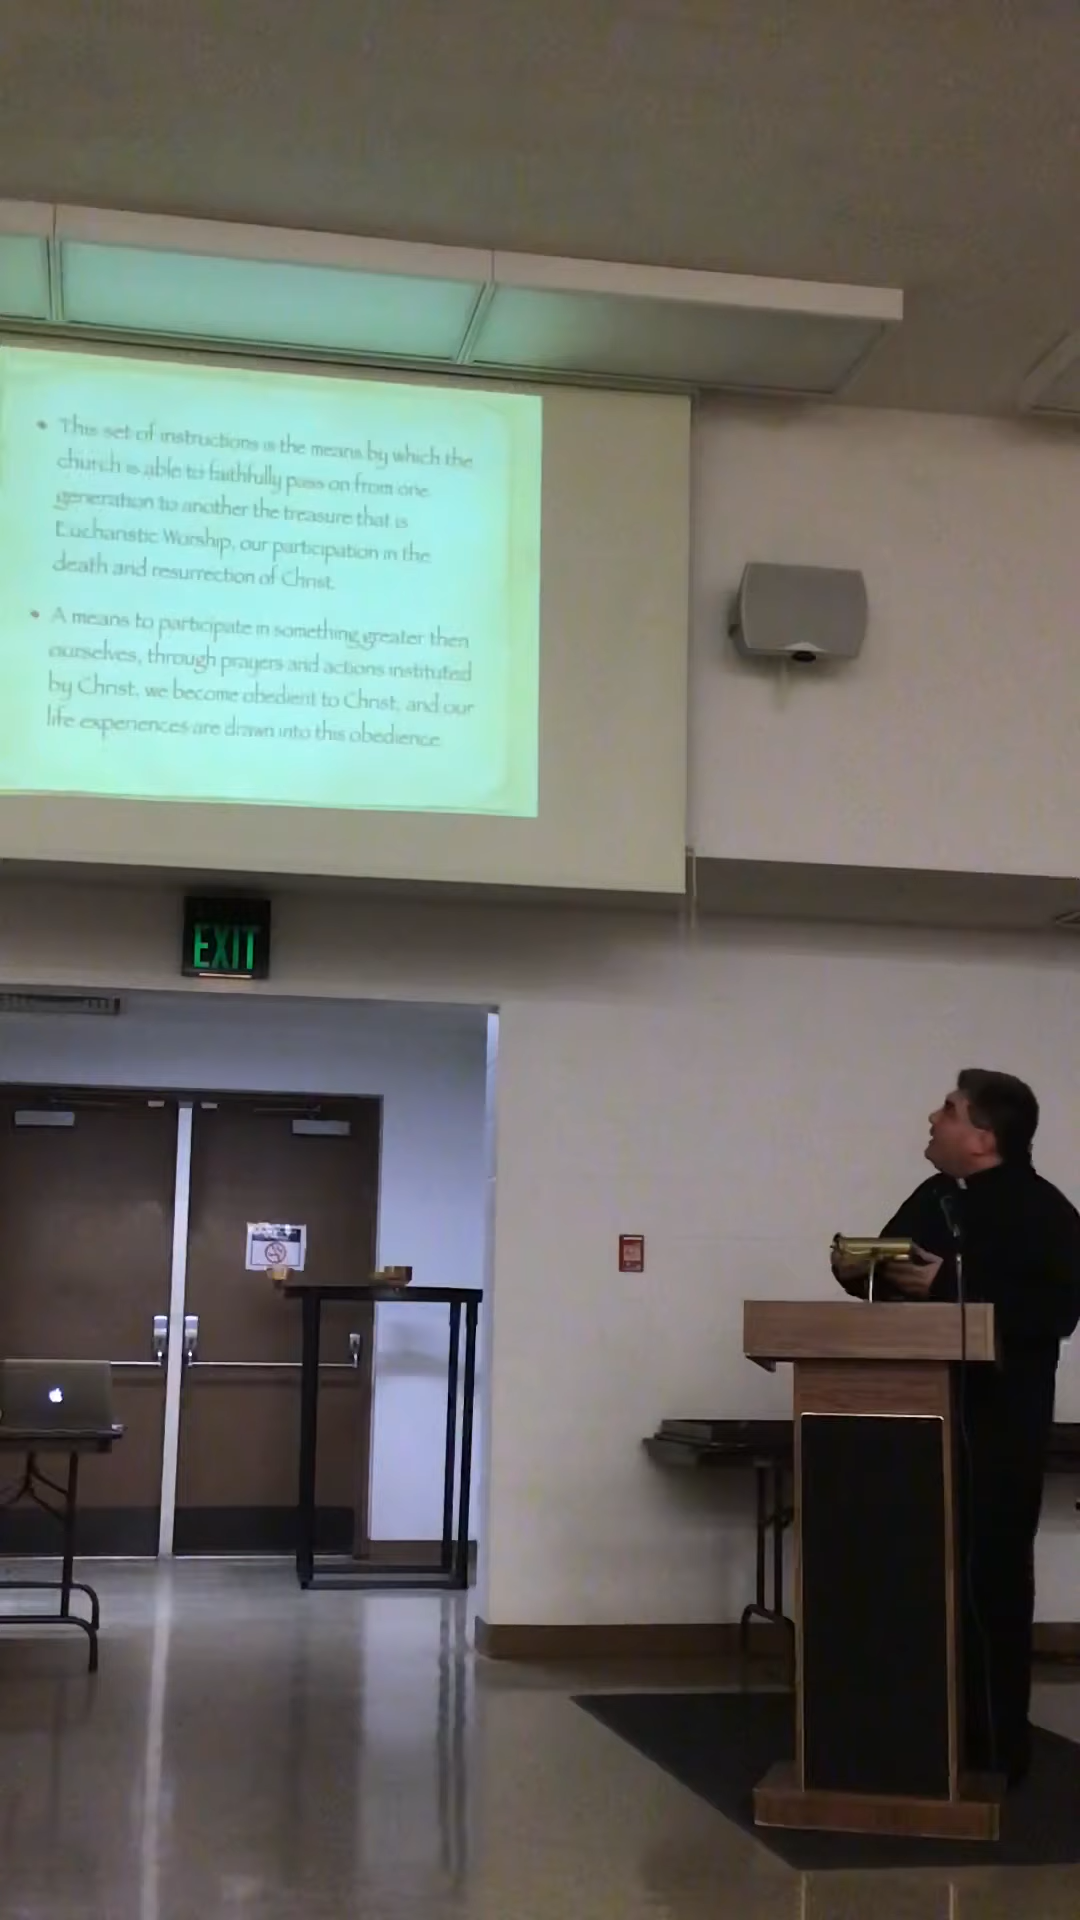 • This set of instructions is the means by which the
church is able to faithfully pass on from one
generation to another the treasure that is
Eucharistic Worship, our participation in the
death and resurrection of Christ.
• A means to participate in something greater then
ourselves, through prayers and actions instituted
by Christ, we become obedient to Christ, and our
life experiences are drawn into this obedience.
EXIT